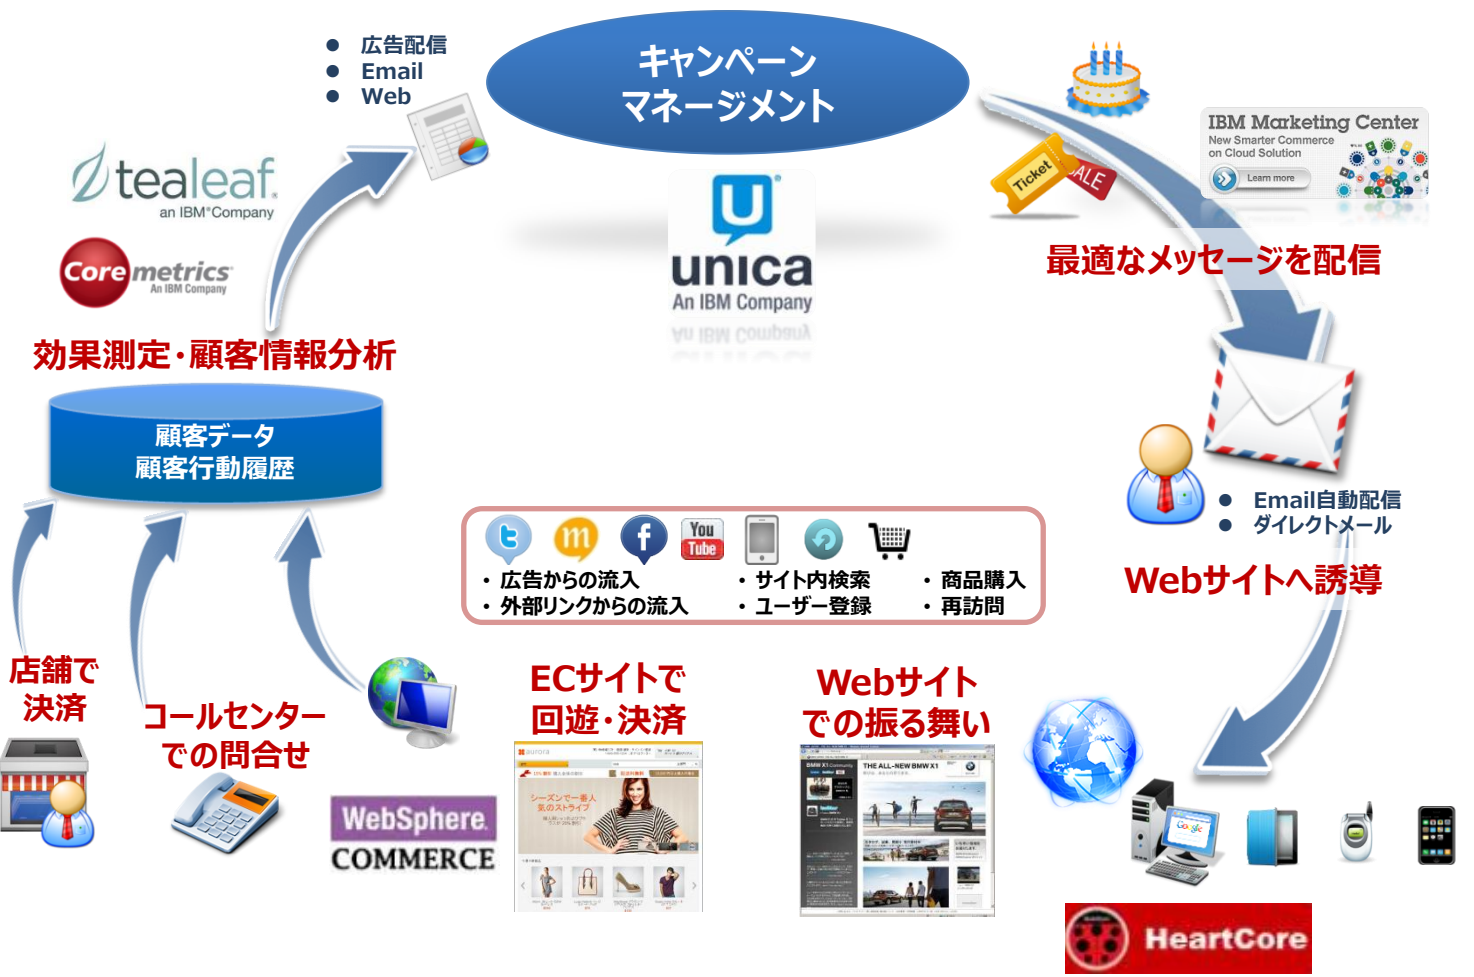 ● 広告配信
● Email
● Web
キャンペーン
マネージメント
tealeaf
an IBM® Company
Coremetrics
An IBM Company
unica
An IBM Company
Ticket
SALE
IBM Marketing Center
New Smarter Commerce
on Cloud Solution
Learn more
最適なメッセージを配信
効果測定・顧客情報分析
顧客データ
顧客行動履歴
● Email自動配信
● ダイレクトメール
Webサイトへ誘導
You
Tube
・広告からの流入
・外部リンクからの流入
・サイト内検索
・ユーザー登録
・商品購入
・再訪問
店舗で
決済
コールセンター
での問合せ
ECサイトで
回遊・決済
Webサイト
での振る舞い
WebSphere
COMMERCE
aurora
シーズンで一番人
気のストライプ
BMW X1 Community
THE ALL-NEW BMW X1
Google
HeartCore